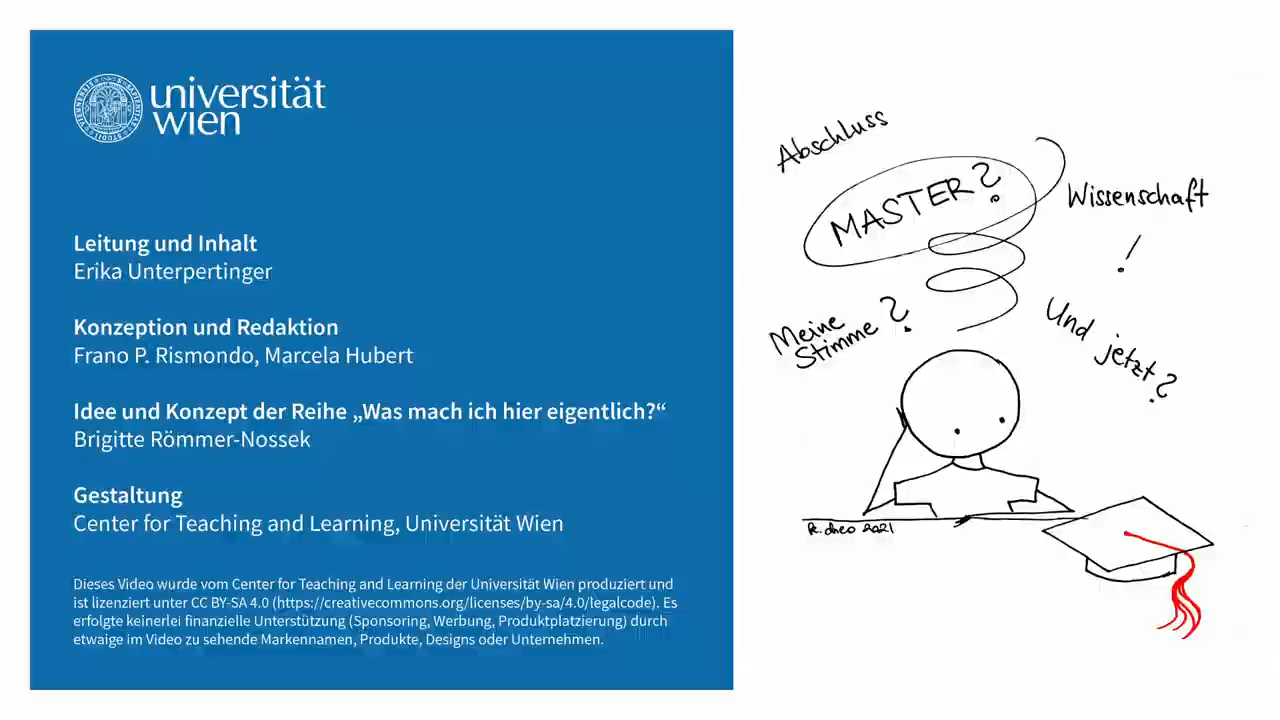 universität
wien
Leitung und Inhalt
Erika Unterpertinger
Konzeption und Redaktion
Frano P. Rismondo, Marcela Hubert
Idee und Konzept der Reihe „Was mach ich hier eigentlich?“
Brigitte Römmer-Nossek
Gestaltung
Center for Teaching and Learning, Universität Wien
Dieses Video wurde vom Center for Teaching and Learning der Universität Wien produziert und
ist lizenziert unter CC BY-SA 4.0 (https://creativecommons.org/licenses/by-sa/4.0/legalcode). Es
erfolgte keinerlei finanzielle Unterstützung (Sponsoring, Werbung, Produktplatzierung) durch
etwaige im Video zu sehende Markennamen, Produkte, Designs oder Unternehmen.
Abschluss
MASTER?
Wissenschaft
!
Meine
Stimme?
Und jetzt?
2021